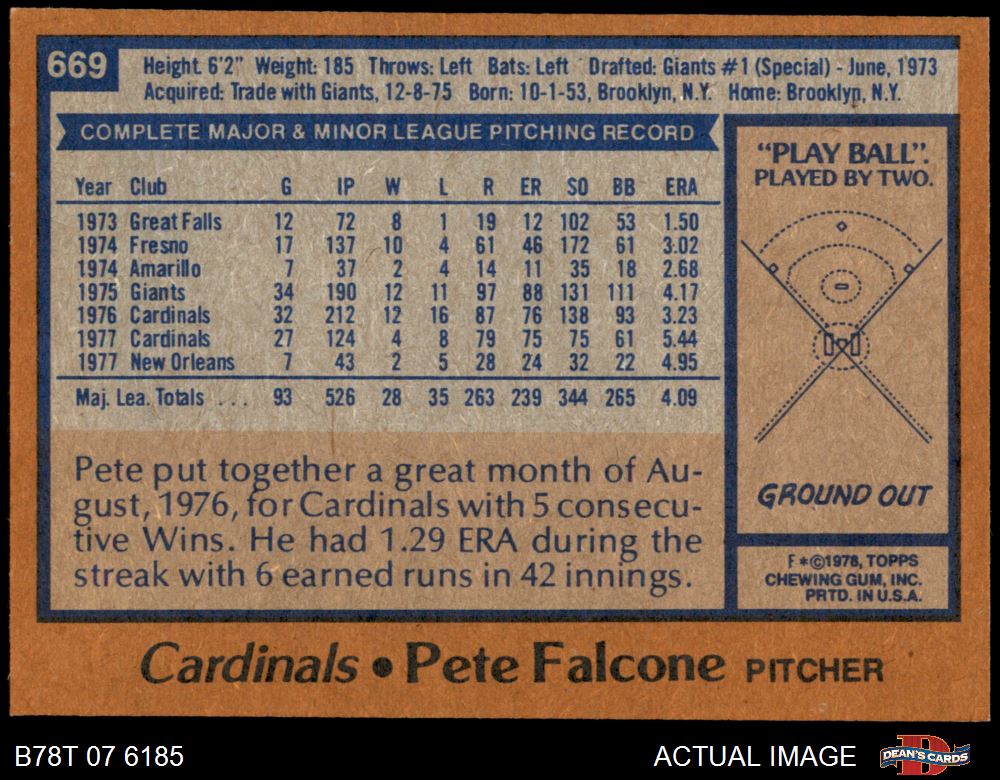 669
Height 6'2" Weight: 185 Throws: Left Bats: Left Drafted: Giants #1 (Special) - June, 1973
Acquired: Trade with Giants, 12-8-75 Born: 10-1-53, Brooklyn, N.Y. Home: Brooklyn, N.Y.
COMPLETE MAJOR & MINOR LEAGUE PITCHING RECORD
Year Club G IP W L R ER SO BB ERA
1973 Great Falls 12 72 8 1 19 12 102 53 1.50
1974 Fresno 17 137 10 4 61 46 172 61 3.02
1974 Amarillo 7 37 2 4 14 11 35 18 2.68
1975 Giants 34 190 12 11 97 88 131 111 4.17
1976 Cardinals 32 212 12 16 87 76 138 93 3.23
1977 Cardinals 27 124 4 8 79 75 75 61 5.44
1977 New Orleans 7 43 2 5 28 24 32 22 4.95
Maj. Lea. Totals ... 93 526 28 35 263 239 344 265 4.09
Pete put together a great month of Au-
gust, 1976, for Cardinals with 5 consecu-
tive Wins. He had 1.29 ERA during the
streak with 6 earned runs in 42 innings.
"PLAY BALL".
PLAYED BY TWO.
GROUND OUT
F*©1978, TOPPS
CHEWING GUM, INC.
PRTD. IN U.S.A.
Cardinals • Pete Falcone PITCHER
B78T 07 6185
ACTUAL IMAGE
DEAN'S CARDS